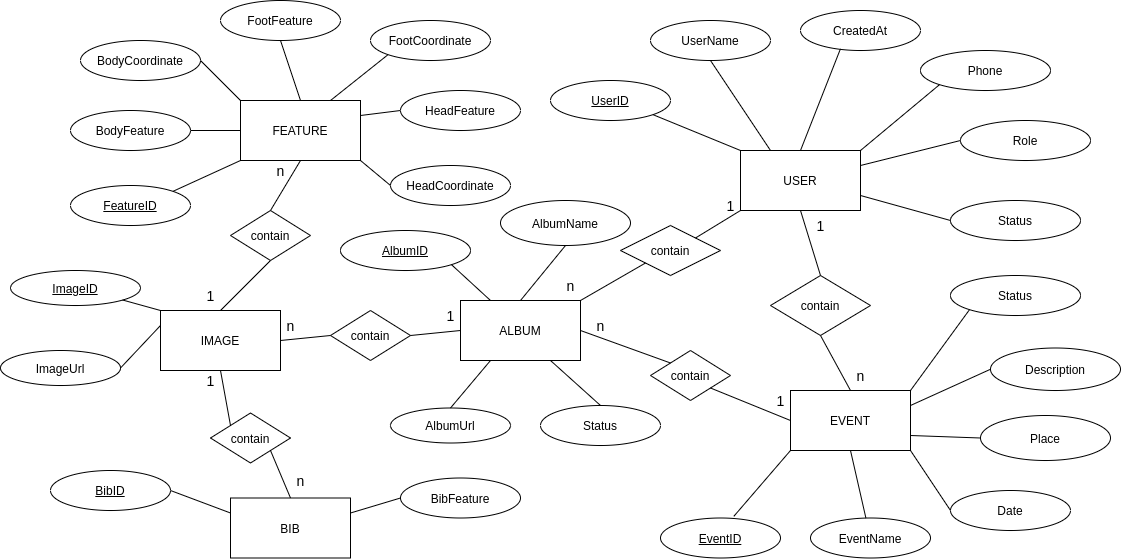 FootFeature
FootCoordinate
BodyCoordinate
BodyFeature
FEATURE
HeadFeature
FeatureID
HeadCoordinate
n
contain
1
UserName
CreatedAt
Phone
UserID
Role
USER
Status
1
1
AlbumName
AlbumID
contain
n
ImageID
IMAGE
ImageUrl
n
contain
1
ALBUM
n
contain
1
AlbumUrl
Status
contain
n
Status
Description
EVENT
Place
Date
EventID
EventName
1
contain
n
BibID
BIB
BibFeature